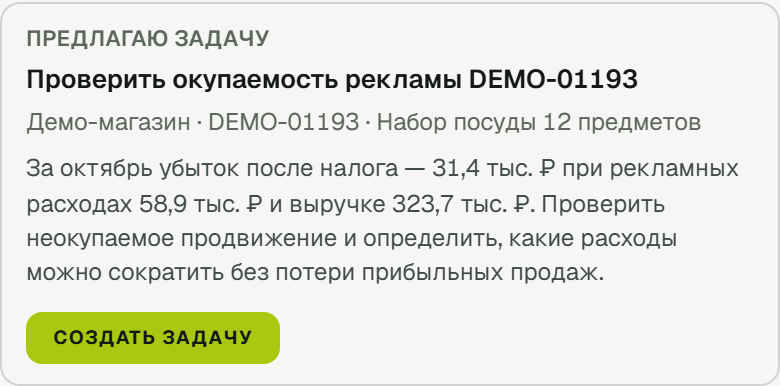 ПРЕДЛАГАЮ ЗАДАЧУ
Проверить окупаемость рекламы DEMO-01193
Демо-магазин · DEMO-01193 · Набор посуды 12 предметов
За октябрь убыток после налога — 31,4 тыс. ₽ при рекламных
расходах 58,9 тыс. ₽ и выручке 323,7 тыс. ₽. Проверить
неокупаемое продвижение и определить, какие расходы
можно сократить без потери прибыльных продаж.
СОЗДАТЬ ЗАДАЧУ